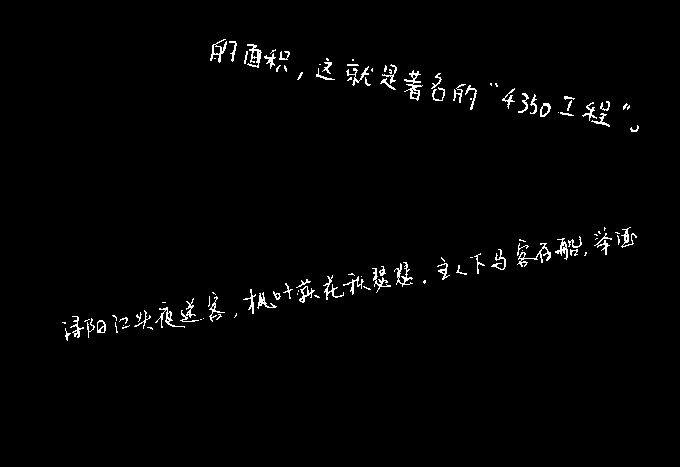 的面积，这就是著名的“4350工程”。
浔阳江头夜送客，枫叶荻花秋瑟瑟。主人下马客在船，举酒